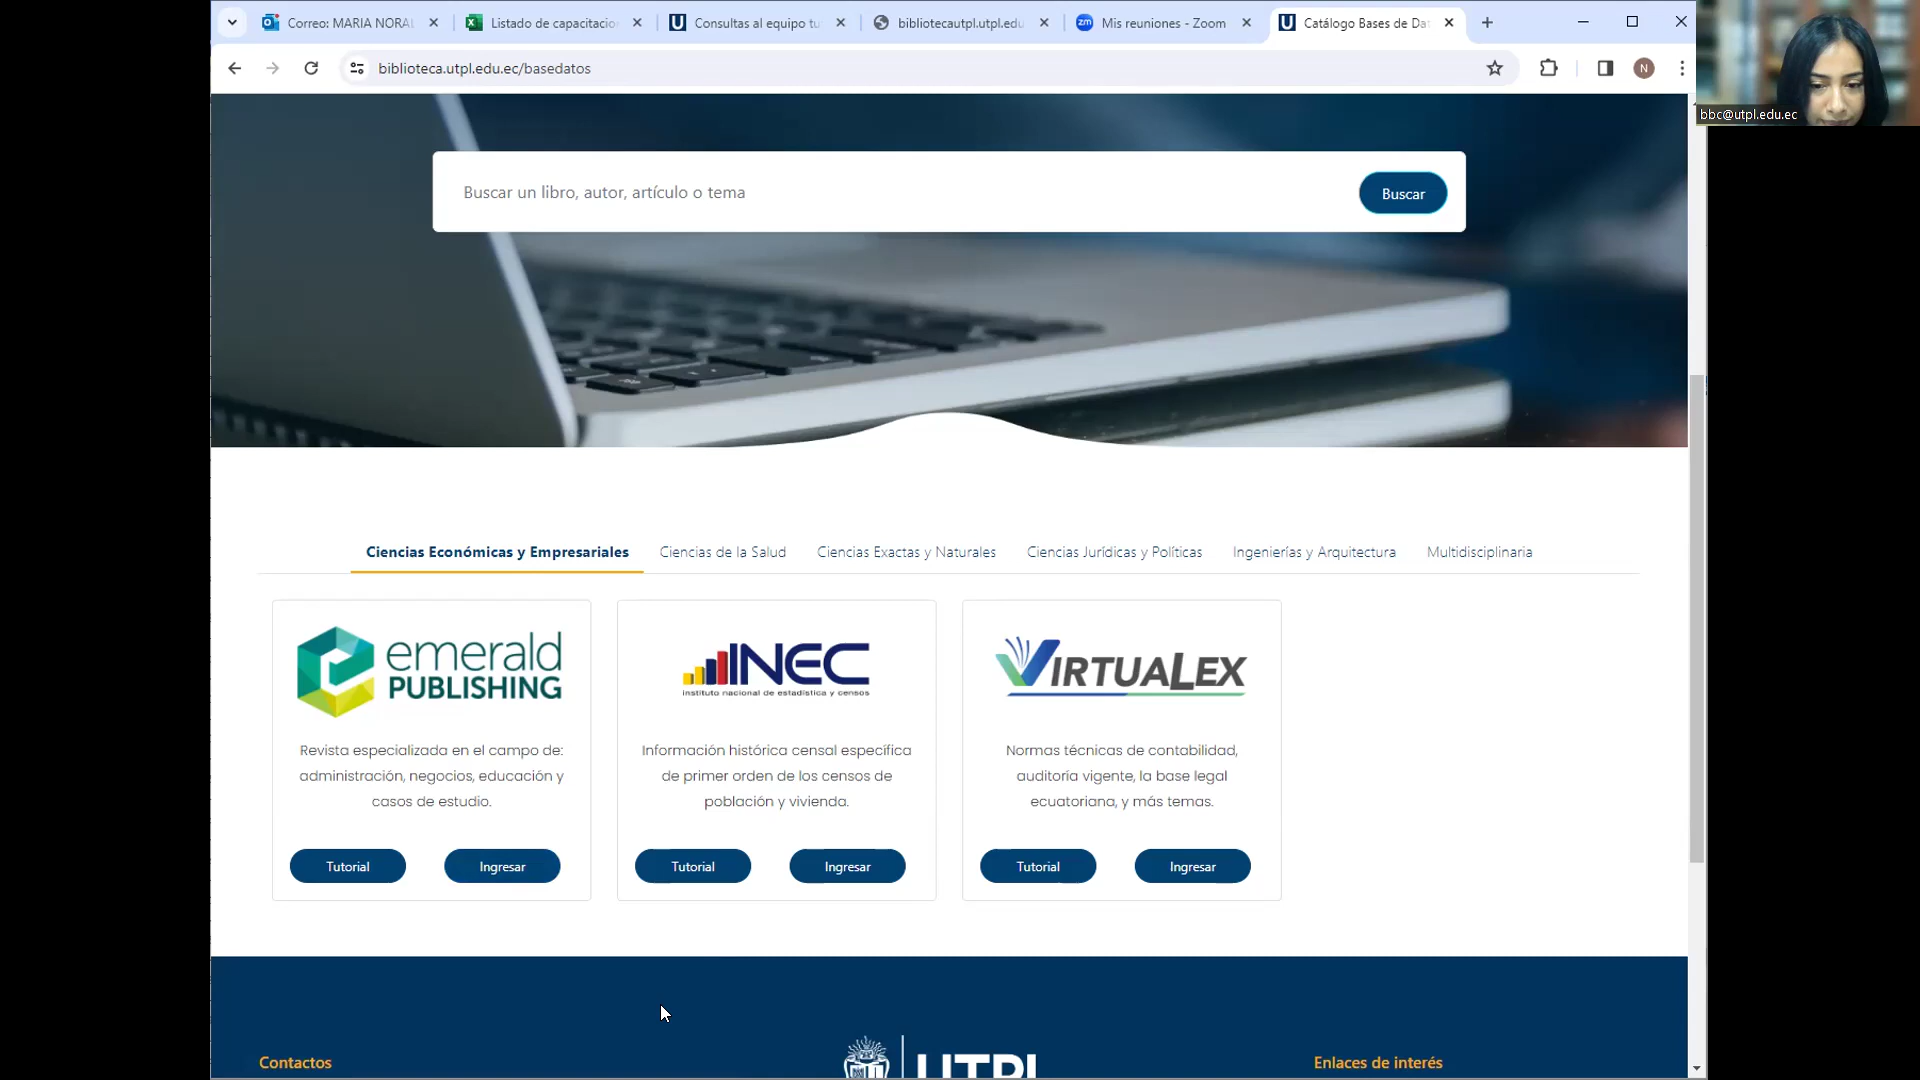 Correo: MARIA NORA
Listado de capacitacio
Consultas al equipo tu
bibliotecautpl.utpl.edu
zm Mis reuniones - Zoom
Catálogo Bases de Da
biblioteca.utpl.edu.ec/basedatos
N
bbc@utpl.edu.ec
Buscar un libro, autor, artículo o tema
Buscar
Ciencias Económicas y Empresariales
Ciencias de la Salud
Ciencias Exactas y Naturales
Ciencias Jurídicas y Políticas
Ingenierías y Arquitectura
Multidisciplinaria
emerald
PUBLISHING
Revista especializada en el campo de:
administración, negocios, educación y
casos de estudio.
Tutorial
Ingresar
INEC
instituto nacional de estadística y censos
Información histórica censal específica
de primer orden de los censos de
población y vivienda.
Tutorial
Ingresar
VIRTUALEX
Normas técnicas de contabilidad,
auditoría vigente, la base legal
ecuatoriana, y más temas.
Tutorial
Ingresar
Contactos
UTPL
Enlaces de interés